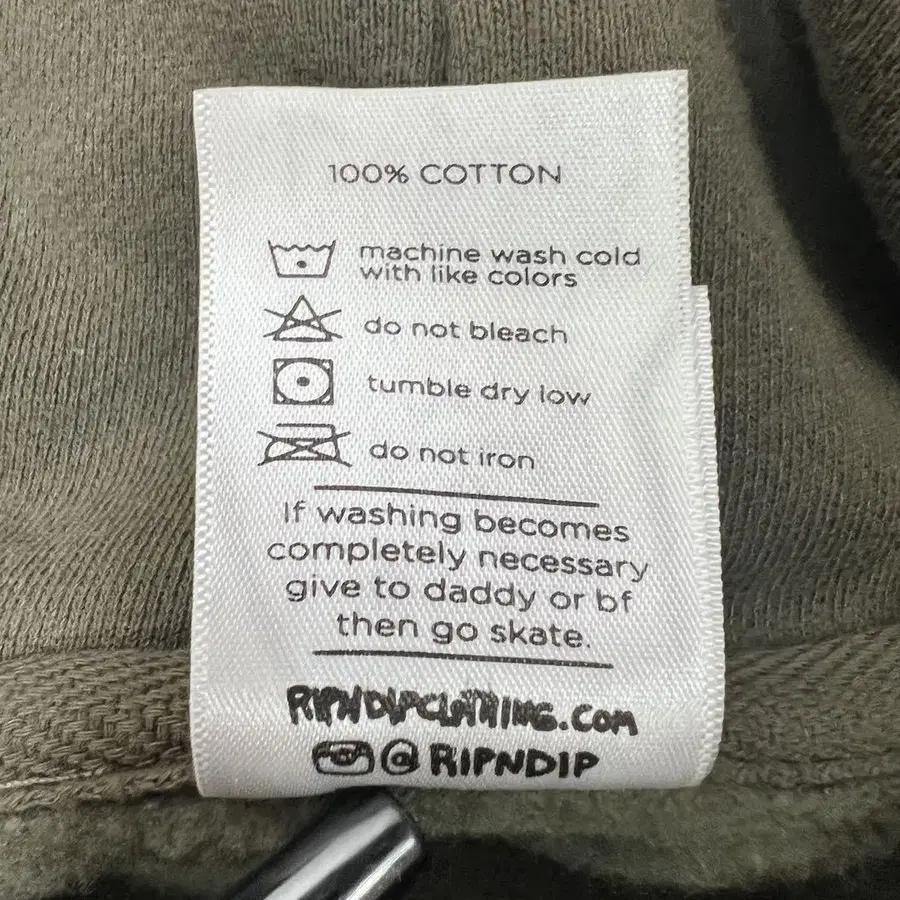 100% COTTON
machine wash cold
with like colors
do not bleach
tumble dry low
do not iron
If washing becomes
completely necessary
give to daddy or bf
then go skate.
RIPNDIPCLOTHING.COM
@RIPNDIP